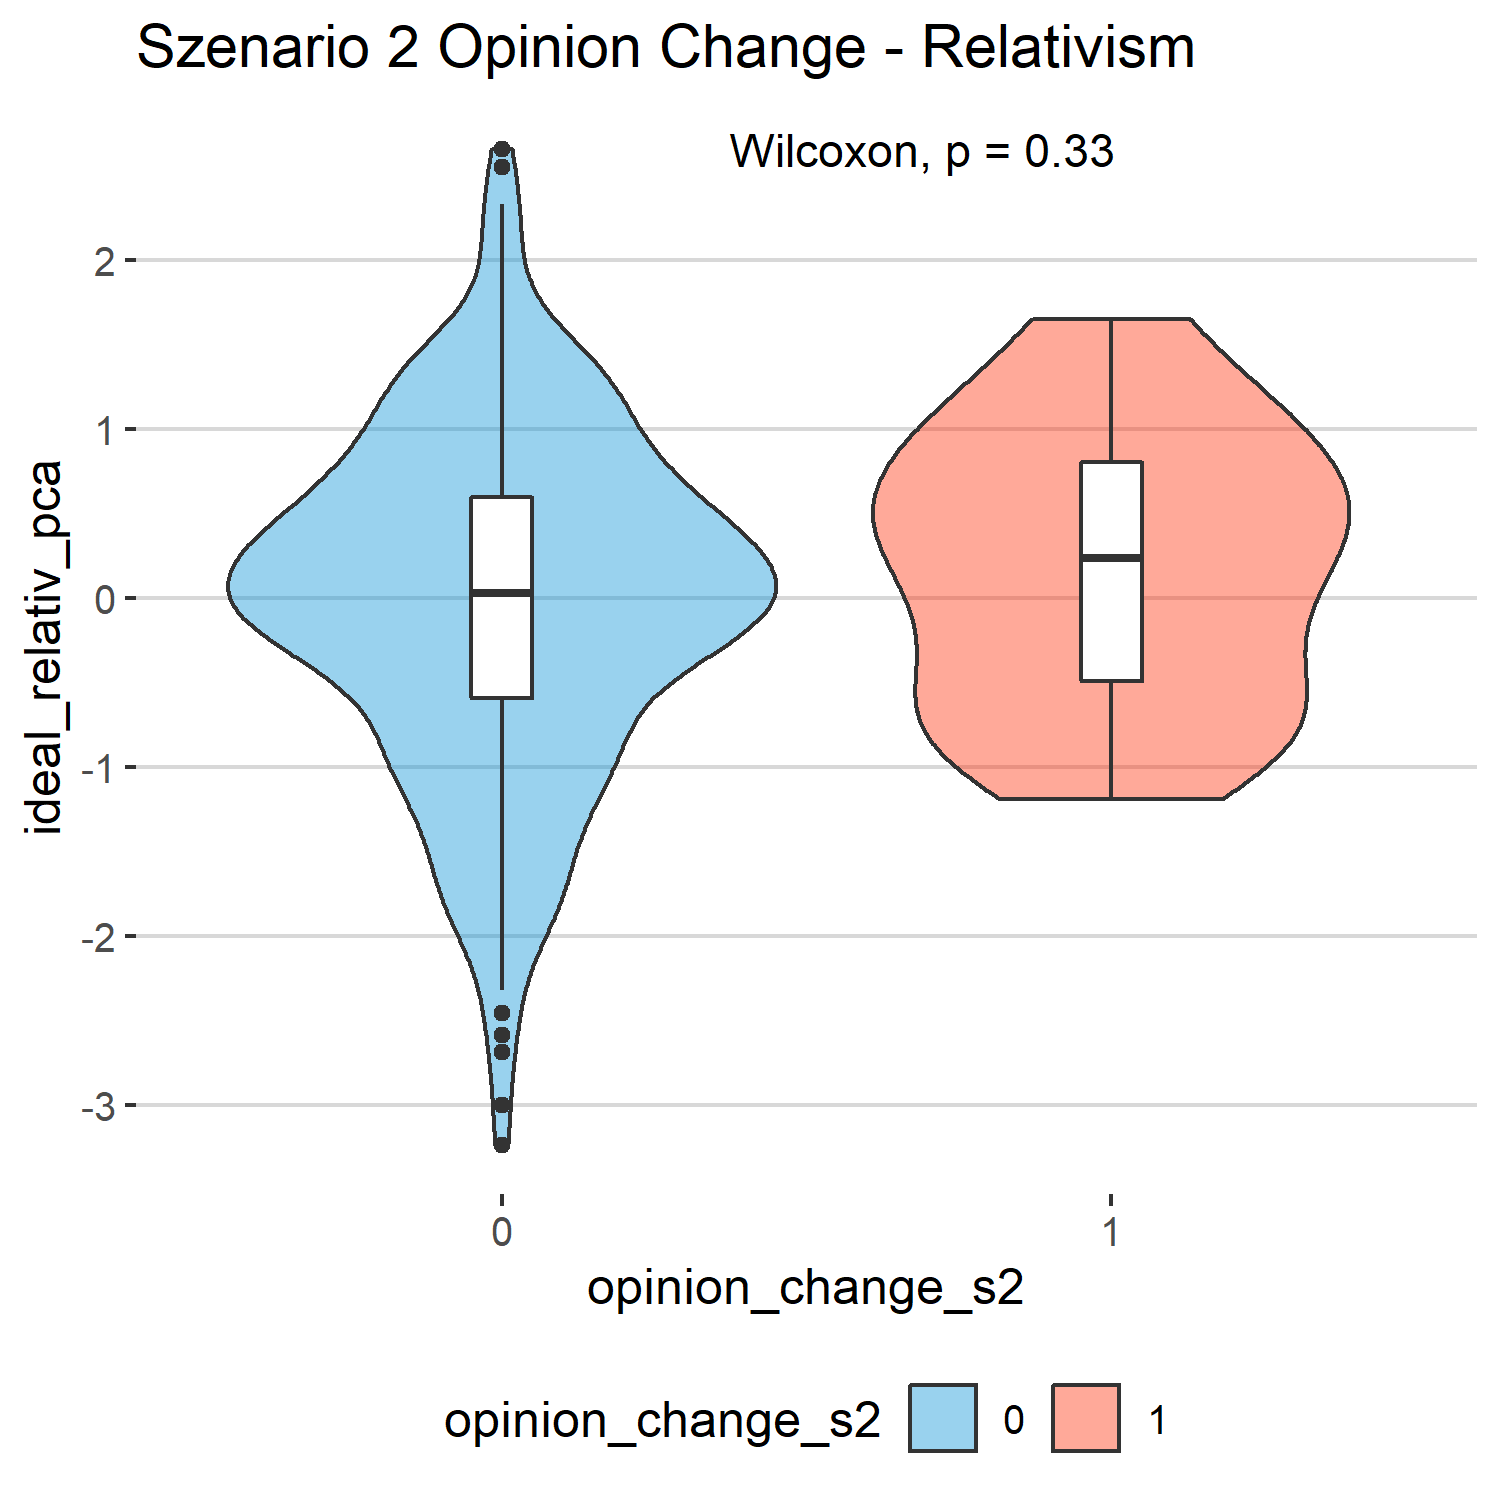 Szenario 2 Opinion Change - Relativism
Wilcoxon, p = 0.33
ideal_relativ_pca
2
1
0
-1
-2
-3
0
1
opinion_change_s2
opinion_change_s2 0 1